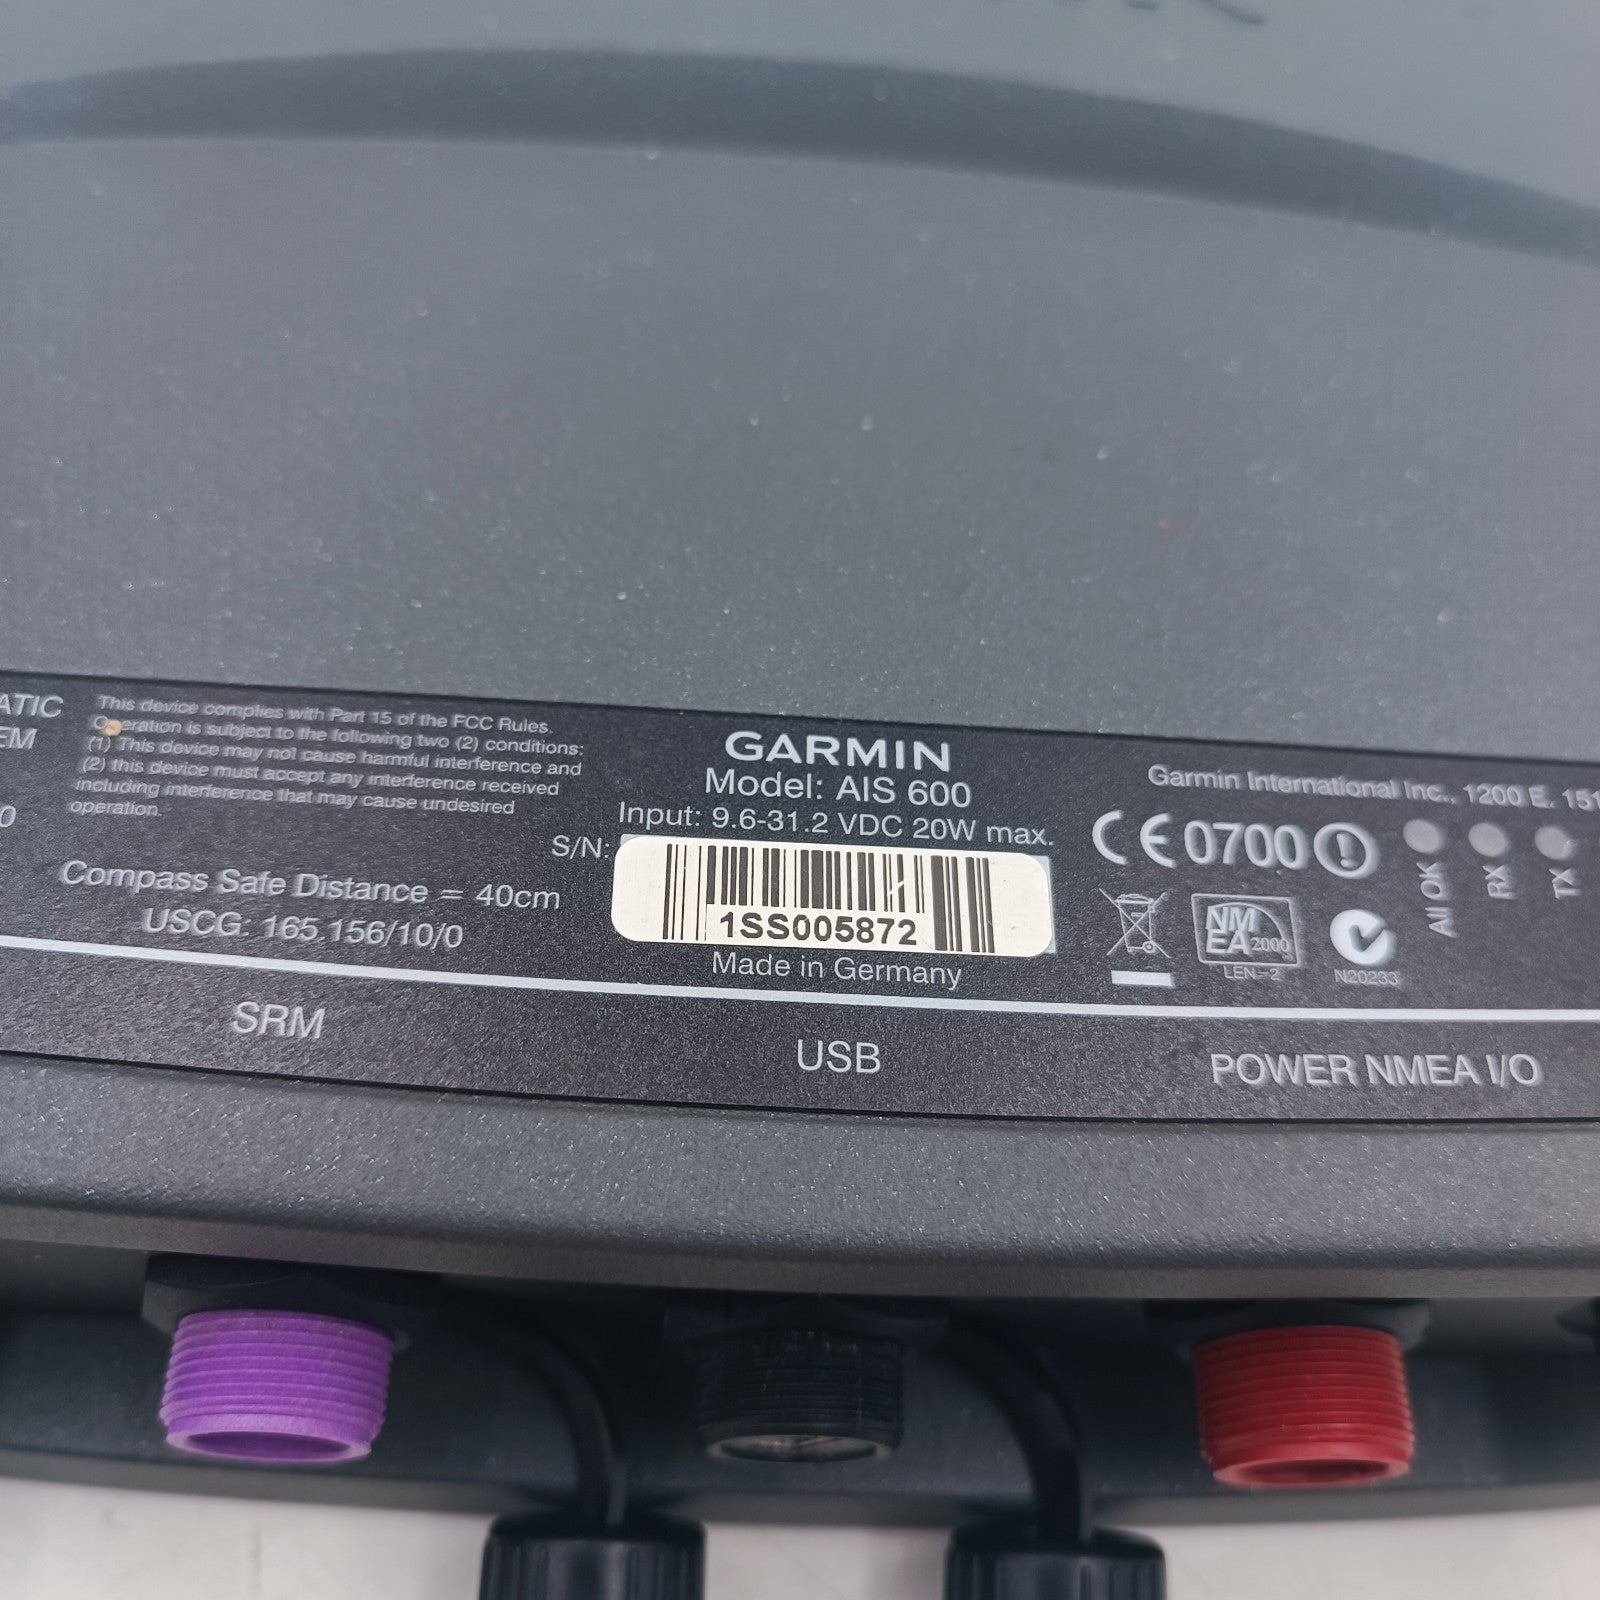 ATIC
EM
0
This device complies with Part 15 of the FCC Rules.
Operation is subject to the following two (2) conditions:
(1) This device may not cause harmful interference and
(2) this device must accept any interference received
including interference that may cause undesired
operation.
Compass Safe Distance = 40cm
USCG: 165.156/10/0
GARMIN
Model: AIS 600
Input: 9.6-31.2 VDC 20W max.
S/N:
1SS005872
Made in Germany
Garmin International Inc., 1200 E. 151
CE0700
All OK
RX
TX
NMEA 2000
LEN-2
N20233
SRM
USB
POWER NMEA I/O